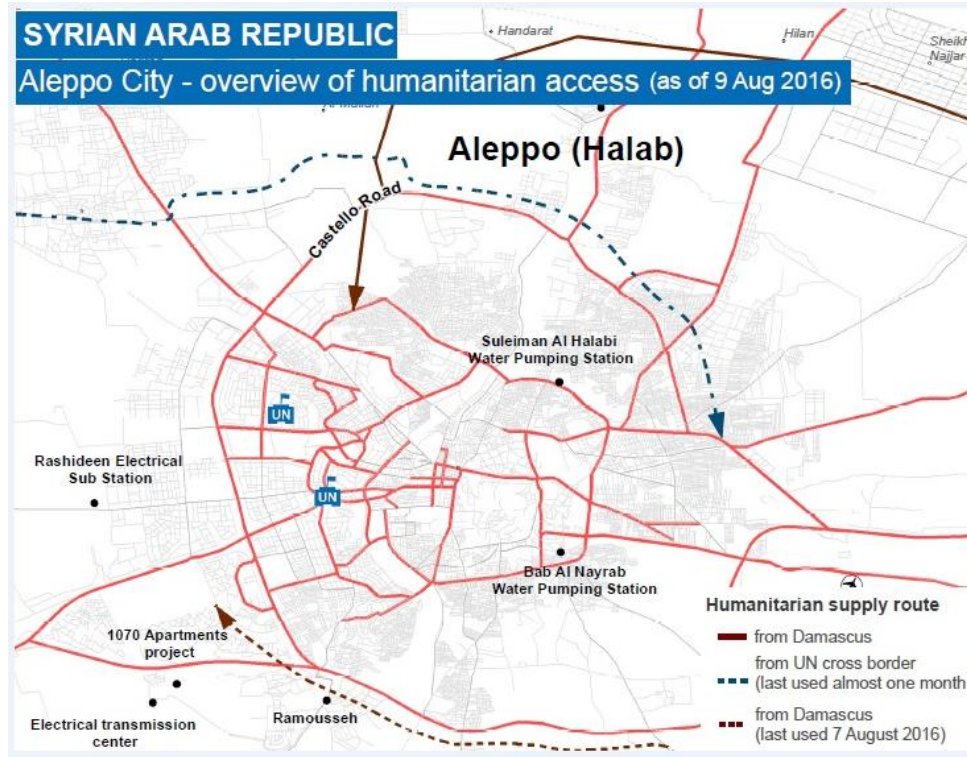 SYRIAN ARAB REPUBLIC
Aleppo City - overview of humanitarian access (as of 9 Aug 2016)
Handarat
Hilan
Sheikh
Najjar
Aleppo (Halab)
Castello Road
Suleiman Al Halabi
Water Pumping Station
UN
Rashideen Electrical
Sub Station
UN
Bab Al Nayrab
Water Pumping Station
1070 Apartments
project
Electrical transmission
center
Ramousseh
Humanitarian supply route
from Damascus
from UN cross border
(last used almost one month
from Damascus
(last used 7 August 2016)